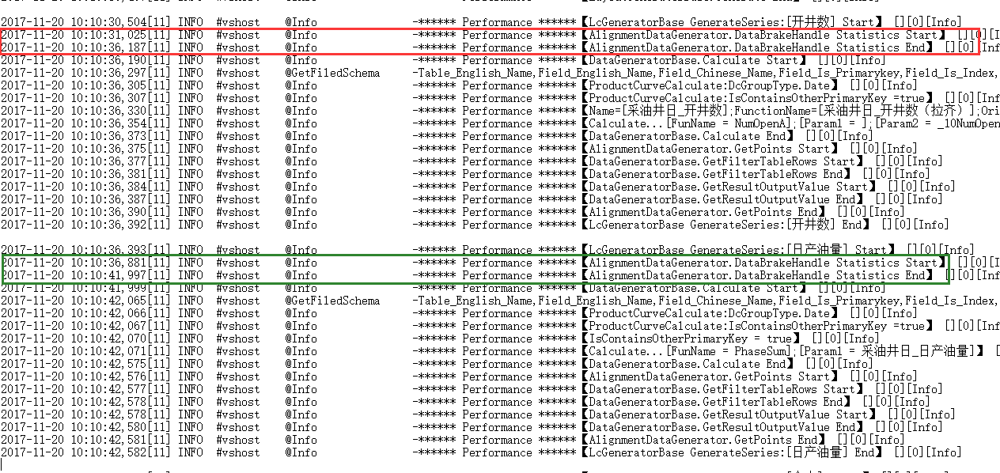 2017-11-20 10:10:30,504[11] INFO #vshost @Info -******* Performance ******【LcGeneratorBase GenerateSeries:[开井数] Start】 [][0][Info]
2017-11-20 10:10:31,025[11] INFO #vshost @Info -******* Performance ******【AlignmentDataGenerator.DataBrakeHandle Statistics Start】 [][0][I
2017-11-20 10:10:36,187[11] INFO #vshost @Info -******* Performance ******【AlignmentDataGenerator.DataBrakeHandle Statistics End】 [][0][Inf
2017-11-20 10:10:36,190[11] INFO #vshost @Info -******* Performance ******【DataGeneratorBase.Calculate Start】 [][0][Info]
2017-11-20 10:10:36,297[11] INFO #vshost @GetFiledSchema -Table_English_Name,Field_English_Name,Field_Chinese_Name,Field_Is_Primarykey,Field_Is_Index,
2017-11-20 10:10:36,305[11] INFO #vshost @Info -******* Performance ******【ProductCurveCalculate:DcGroupType.Date】 [][0][Info]
2017-11-20 10:10:36,307[11] INFO #vshost @Info -******* Performance ******【ProductCurveCalculate:IsContainsOtherPrimaryKey =true】 [][0][Info]
2017-11-20 10:10:36,330[11] INFO #vshost @Info -******* Performance ******【Name=[采油井日_开井数];FunctionName=[采油井日_开井数（拉齐）];Ori
2017-11-20 10:10:36,354[11] INFO #vshost @Info -******* Performance ******【Calculate...[FunName = NumOpenA];[Param1 = ];[Param2 = _10NumOpen
2017-11-20 10:10:36,373[11] INFO #vshost @Info -******* Performance ******【DataGeneratorBase.Calculate End】 [][0][Info]
2017-11-20 10:10:36,375[11] INFO #vshost @Info -******* Performance ******【AlignmentDataGenerator.GetPoints Start】 [][0][Info]
2017-11-20 10:10:36,377[11] INFO #vshost @Info -******* Performance ******【DataGeneratorBase.GetFilterTableRows Start】 [][0][Info]
2017-11-20 10:10:36,381[11] INFO #vshost @Info -******* Performance ******【DataGeneratorBase.GetFilterTableRows End】 [][0][Info]
2017-11-20 10:10:36,384[11] INFO #vshost @Info -******* Performance ******【DataGeneratorBase.GetResultOutputValue Start】 [][0][Info]
2017-11-20 10:10:36,387[11] INFO #vshost @Info -******* Performance ******【DataGeneratorBase.GetResultOutputValue End】 [][0][Info]
2017-11-20 10:10:36,390[11] INFO #vshost @Info -******* Performance ******【AlignmentDataGenerator.GetPoints End】 [][0][Info]
2017-11-20 10:10:36,392[11] INFO #vshost @Info -******* Performance ******【LcGeneratorBase GenerateSeries:[开井数] End】 [][0][Info]
2017-11-20 10:10:36,393[11] INFO #vshost @Info -******* Performance ******【LcGeneratorBase GenerateSeries:[日产油量] Start】 [][0][Info]
2017-11-20 10:10:36,881[11] INFO #vshost @Info -******* Performance ******【AlignmentDataGenerator.DataBrakeHandle Statistics Start】 [][0][I
2017-11-20 10:10:41,997[11] INFO #vshost @Info -******* Performance ******【AlignmentDataGenerator.DataBrakeHandle Statistics End】 [][0][Inf
2017-11-20 10:10:41,999[11] INFO #vshost @Info -******* Performance ******【DataGeneratorBase.Calculate Start】 [][0][Info]
2017-11-20 10:10:42,065[11] INFO #vshost @GetFiledSchema -Table_English_Name,Field_English_Name,Field_Chinese_Name,Field_Is_Primarykey,Field_Is_Index,
2017-11-20 10:10:42,066[11] INFO #vshost @Info -******* Performance ******【ProductCurveCalculate:DcGroupType.Date】 [][0][Info]
2017-11-20 10:10:42,067[11] INFO #vshost @Info -******* Performance ******【ProductCurveCalculate:IsContainsOtherPrimaryKey =true】 [][0][Info]
2017-11-20 10:10:42,070[11] INFO #vshost @Info -******* Performance ******【IsContainsOtherPrimaryKey = true】 [][0][Info]
2017-11-20 10:10:42,071[11] INFO #vshost @Info -******* Performance ******【Calculate...[FunName = PhaseSum];[Param1 = 采油井日_日产油量]】 [
2017-11-20 10:10:42,575[11] INFO #vshost @Info -******* Performance ******【DataGeneratorBase.Calculate End】 [][0][Info]
2017-11-20 10:10:42,576[11] INFO #vshost @Info -******* Performance ******【AlignmentDataGenerator.GetPoints Start】 [][0][Info]
2017-11-20 10:10:42,577[11] INFO #vshost @Info -******* Performance ******【DataGeneratorBase.GetFilterTableRows Start】 [][0][Info]
2017-11-20 10:10:42,578[11] INFO #vshost @Info -******* Performance ******【DataGeneratorBase.GetFilterTableRows End】 [][0][Info]
2017-11-20 10:10:42,578[11] INFO #vshost @Info -******* Performance ******【DataGeneratorBase.GetResultOutputValue Start】 [][0][Info]
2017-11-20 10:10:42,580[11] INFO #vshost @Info -******* Performance ******【DataGeneratorBase.GetResultOutputValue End】 [][0][Info]
2017-11-20 10:10:42,581[11] INFO #vshost @Info -******* Performance ******【AlignmentDataGenerator.GetPoints End】 [][0][Info]
2017-11-20 10:10:42,582[11] INFO #vshost @Info -******* Performance ******【LcGeneratorBase GenerateSeries:[日产油量] End】 [][0][Info]